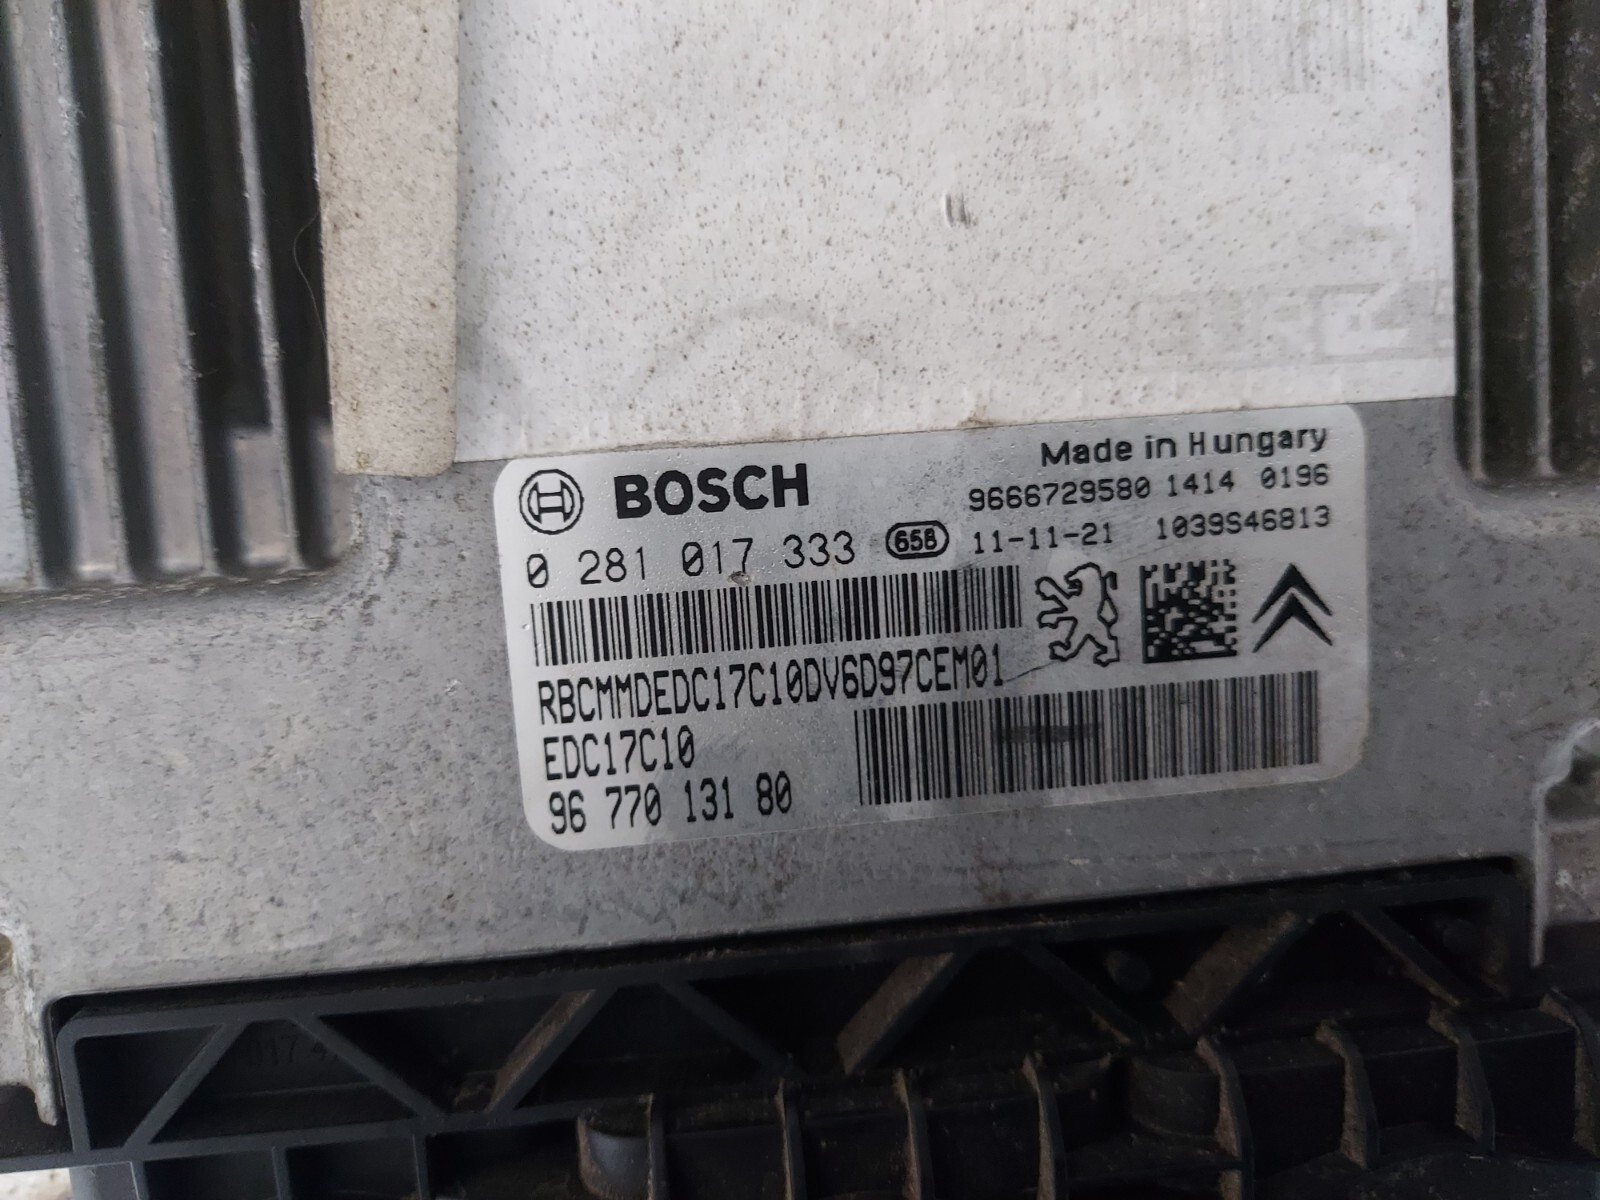 BOSCH
Made in Hungary
9666729580 1414 0196
0 281 017 333 658 11-11-21 1039S46813
RBCMMDEDC17C10DV6D97CEM01
EDC17C10
96 770 131 80